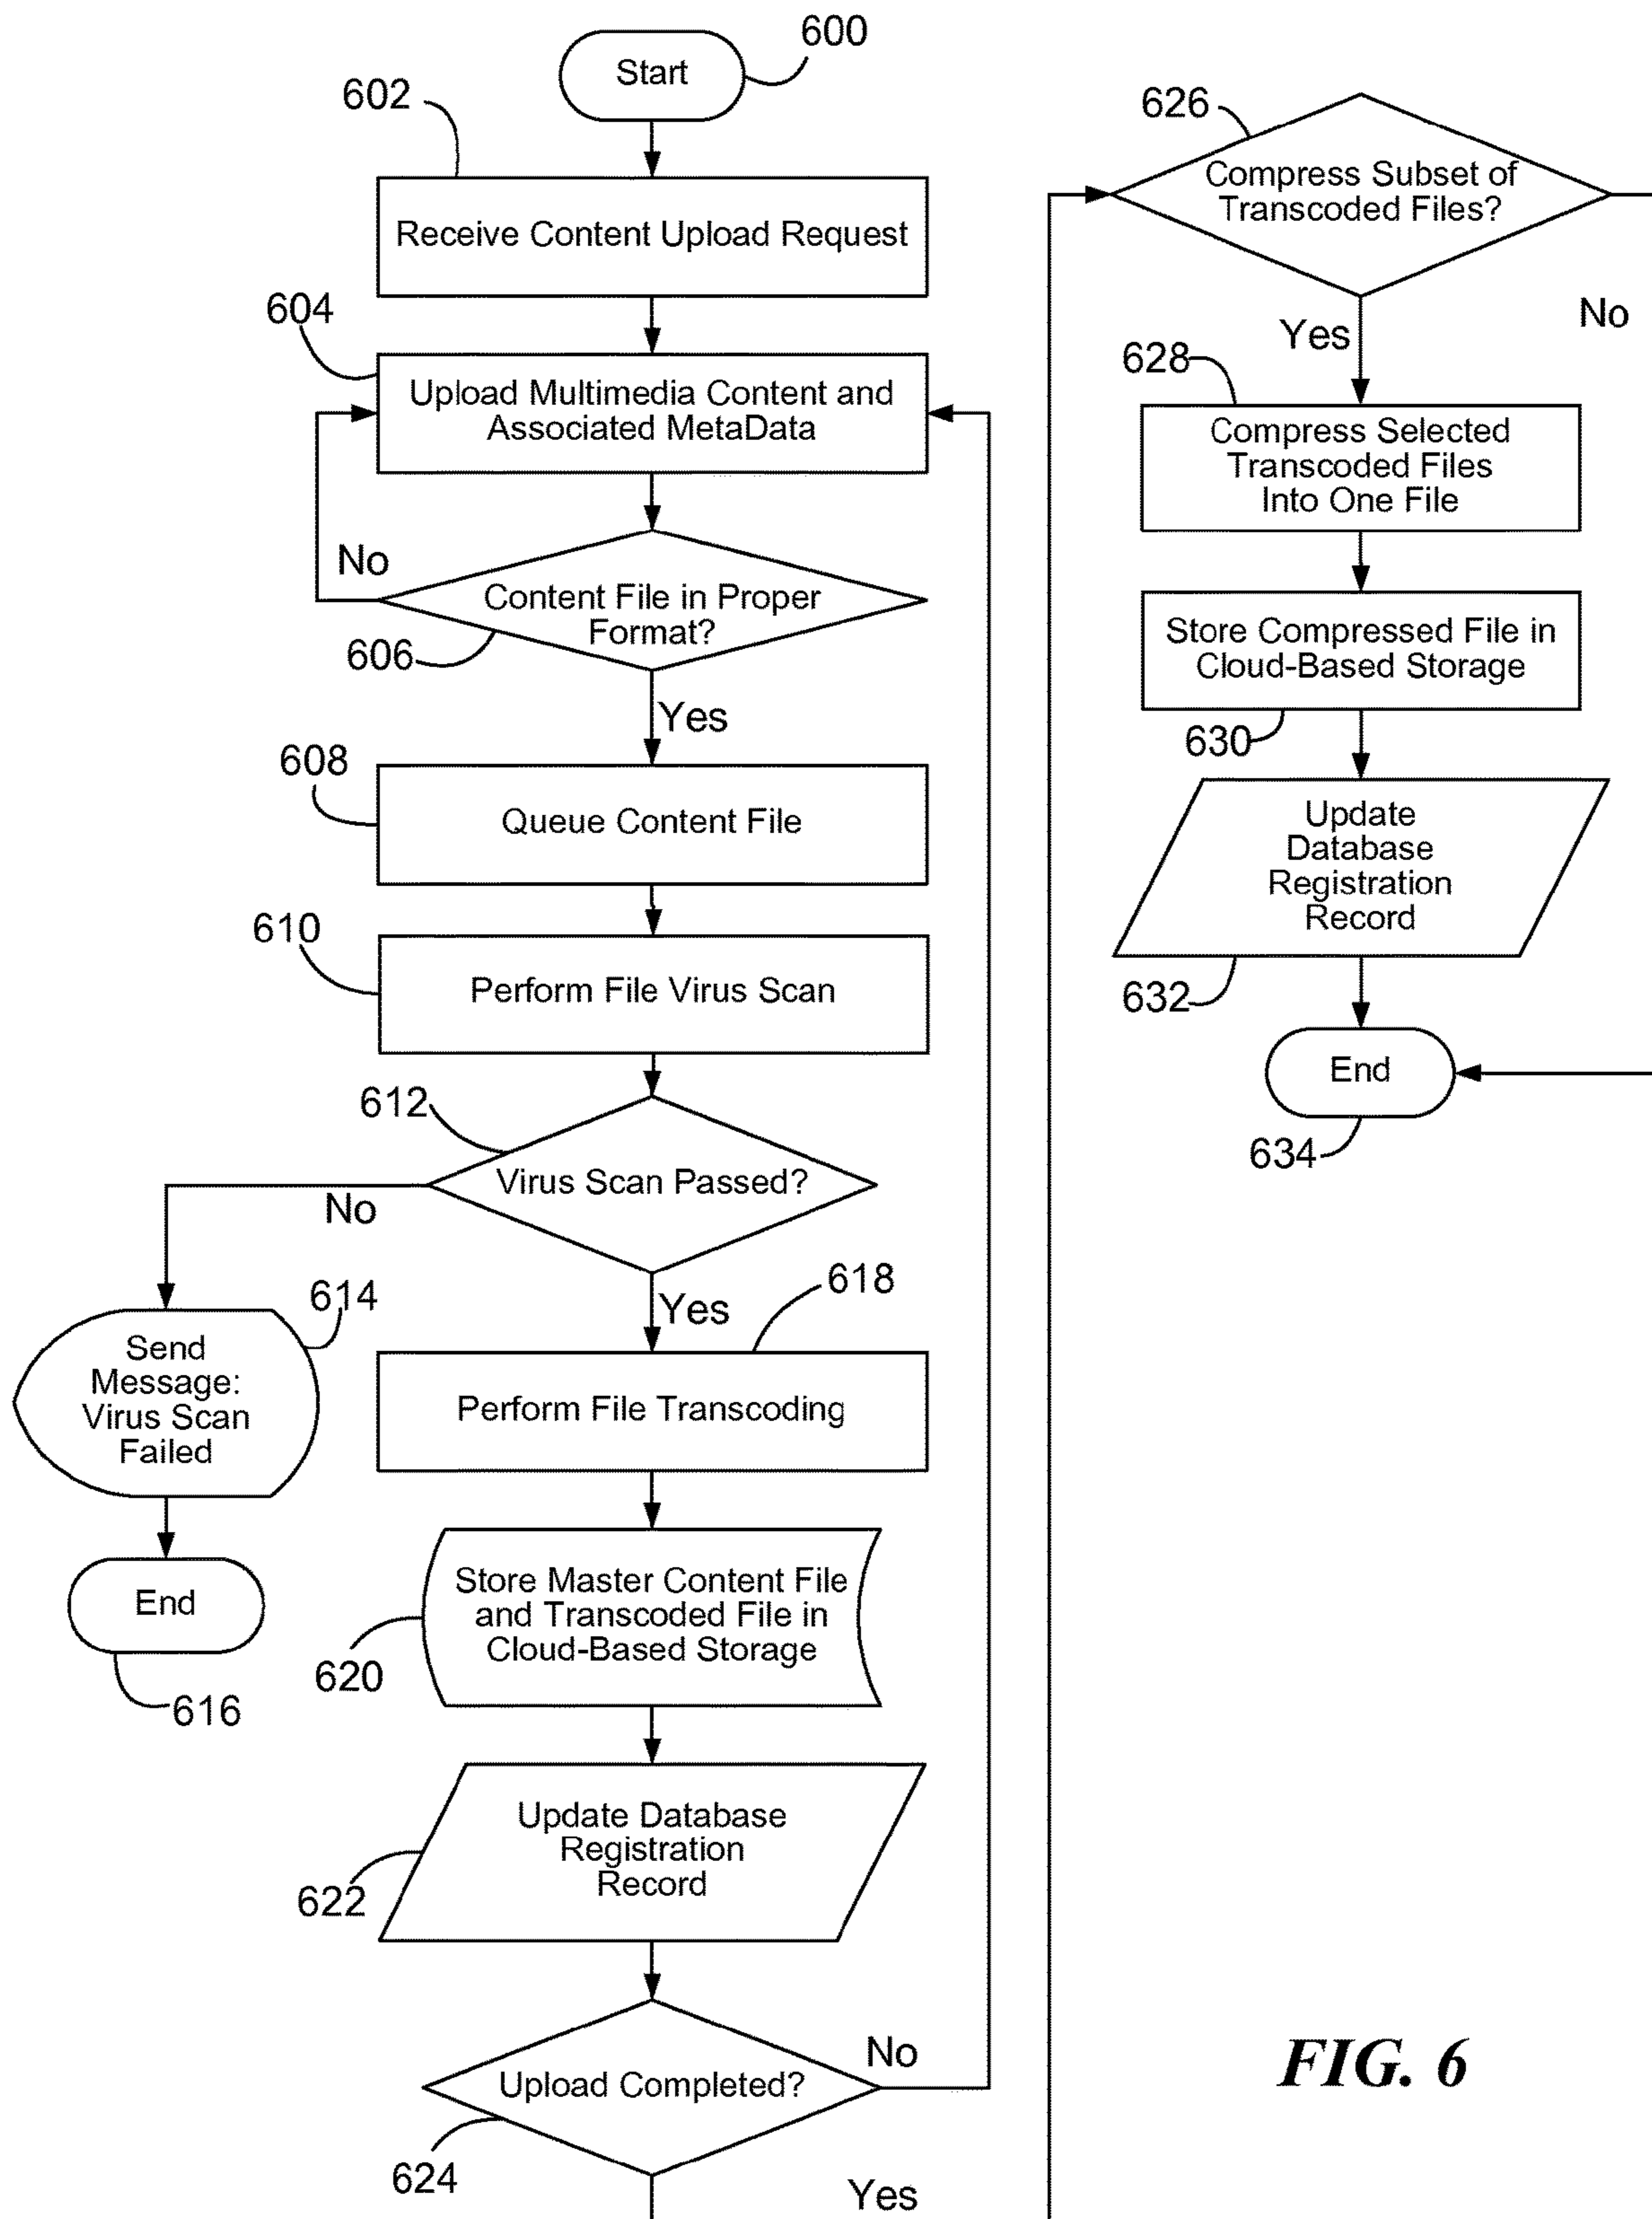 600
Start
602
Receive Content Upload Request
604
Upload Multimedia Content and
Associated MetaData
No
Content File in Proper
Format?
606
Yes
608
Queue Content File
610
Perform File Virus Scan
612
Virus Scan Passed?
No
614
Send
Message:
Virus Scan
Failed
End
616
Yes
618
Perform File Transcoding
Store Master Content File
and Transcoded File in
Cloud-Based Storage
620
Update Database
Registration
Record
622
Upload Completed?
No
624
Yes
626
Compress Subset of
Transcoded Files?
No
Yes
628
Compress Selected
Transcoded Files
Into One File
Store Compressed File in
Cloud-Based Storage
630
Update
Database
Registration
Record
632
End
634
FIG. 6